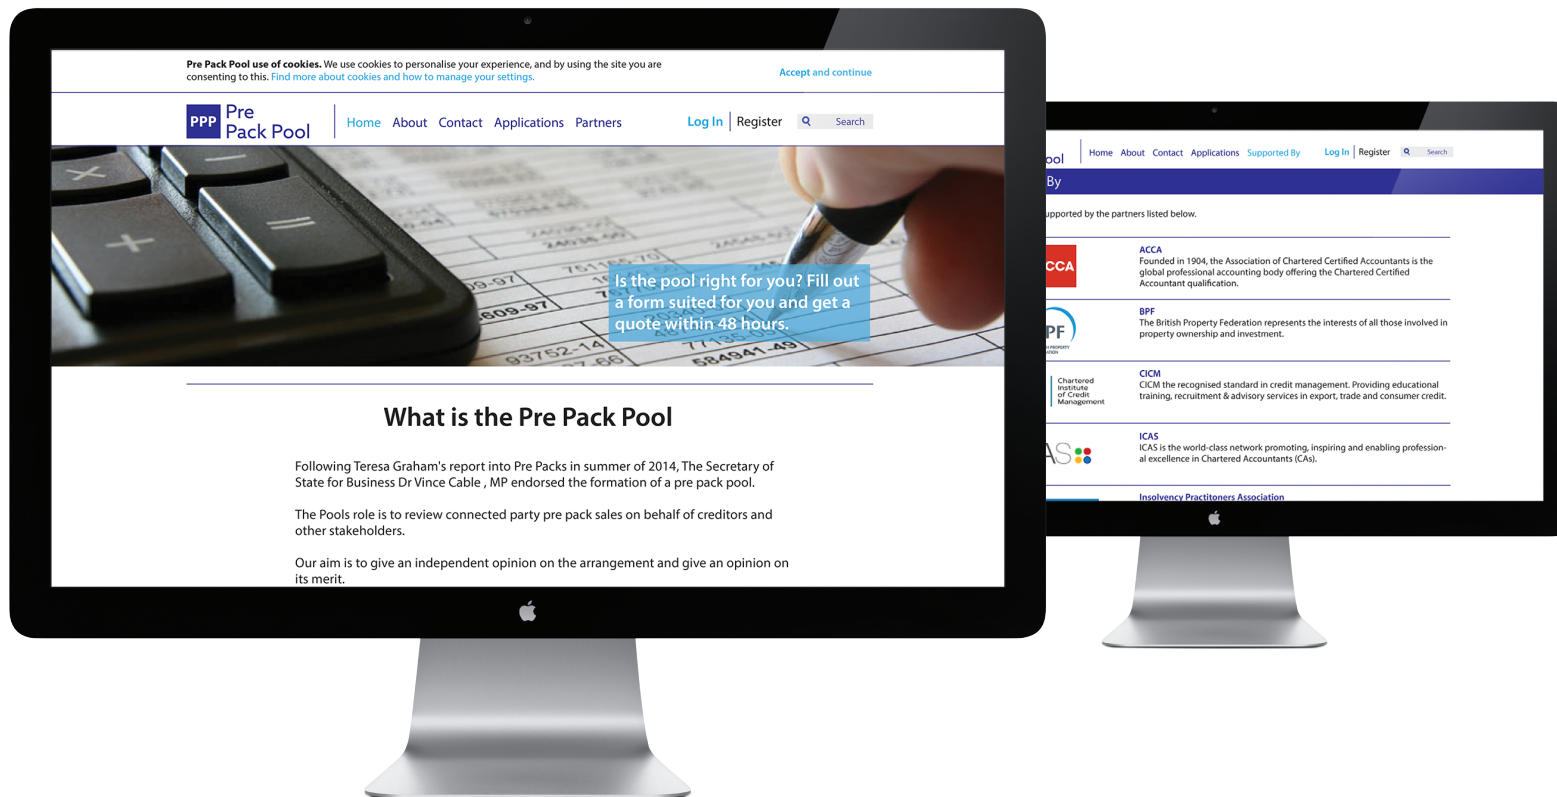 Pre Pack Pool use of cookies. We use cookies to personalise your experience, and by using the site you are
consenting to this. Find more about cookies and how to manage your settings.
Accept and continue
PPP Pre
Pack Pool
Home About Contact Applications Partners
Log In Register Search
751165-70
609-97
93752-14
584941-49
Is the pool right for you? Fill out
a form suited for you and get a
quote within 48 hours.
What is the Pre Pack Pool
Following Teresa Graham's report into Pre Packs in summer of 2014, The Secretary of
State for Business Dr Vince Cable , MP endorsed the formation of a pre pack pool.
The Pools role is to review connected party pre pack sales on behalf of creditors and
other stakeholders.
Our aim is to give an independent opinion on the arrangement and give an opinion on
its merit.
ool
Home About Contact Applications Supported By
Log In Register Search
By
upported by the partners listed below.
CCA
ACCA
Founded in 1904, the Association of Chartered Certified Accountants is the
global professional accounting body offering the Chartered Certified
Accountant qualification.
PF
BPF
The British Property Federation represents the interests of all those involved in
property ownership and investment.
Chartered
Institute
of Credit
Management
CICM
CICM the recognised standard in credit management. Providing educational
training, recruitment & advisory services in export, trade and consumer credit.
AS
ICAS
ICAS is the world-class network promoting, inspiring and enabling profession-
al excellence in Chartered Accountants (CAs).
Insolvency Practitoners Association